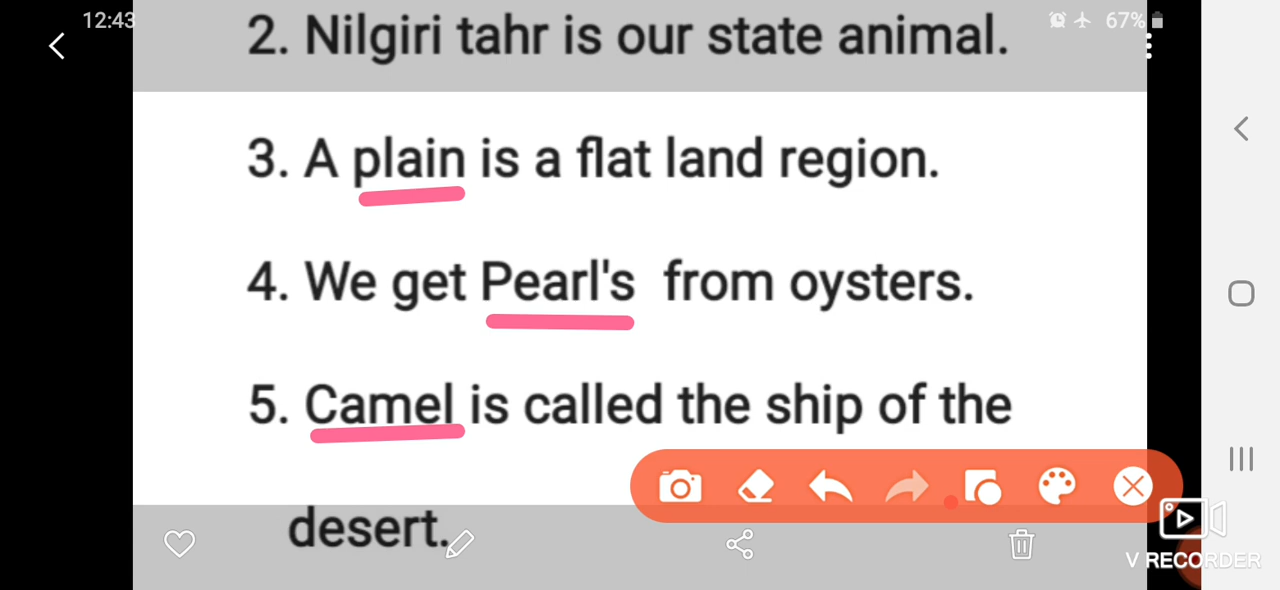 12:43
67%
2. Nilgiri tahr is our state animal.
3. A plain is a flat land region.
4. We get Pearl's from oysters.
5. Camel is called the ship of the
desert.
V RECORDER